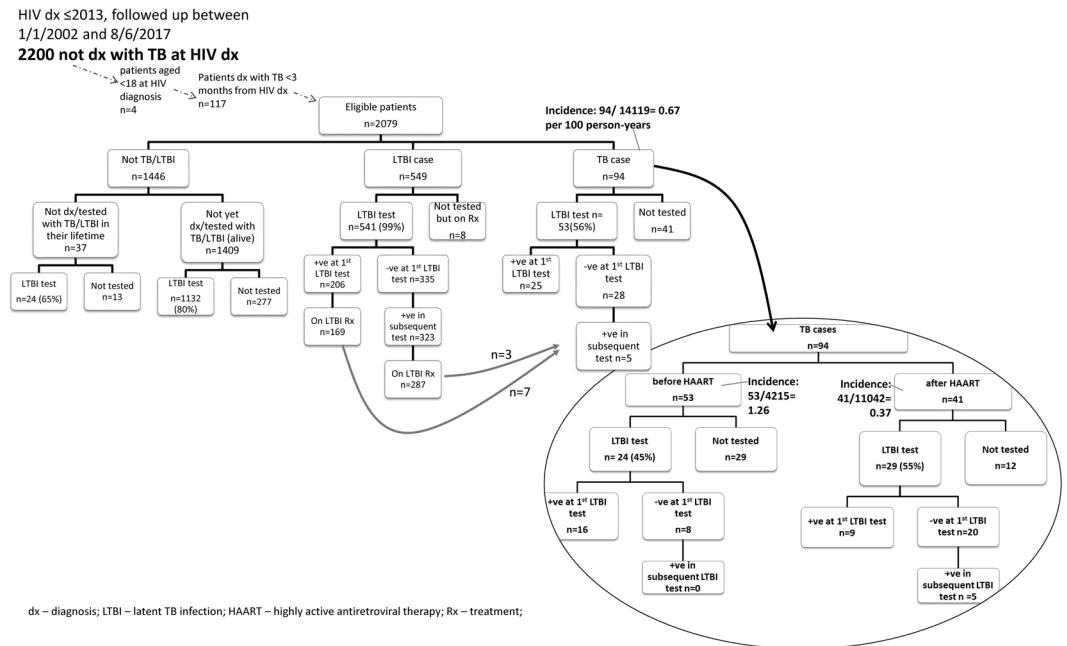 HIV dx ≤2013, followed up between
1/1/2002 and 8/6/2017
2200 not dx with TB at HIV dx
patients aged
<18 at HIV
diagnosis
n=4
Patients dx with TB <3
months from HIV dx
n=117
Eligible patients
n=2079
Incidence: 94/ 14119= 0.67
per 100 person-years
Not TB/LTBI
n=1446
LTBI case
n=549
TB case
n=94
Not dx/tested
with TB/LTBI in
their lifetime
n=37
Not yet
dx/tested with
TB/LTBI (alive)
n=1409
LTBI test
n=541 (99%)
Not tested
but on Rx
n=8
LTBI test n=
53(56%)
Not tested
n=41
LTBI test
n=24 (65%)
Not tested
n=13
LTBI test
n=1132
(80%)
Not tested
n=277
+ve at 1st
LTBI test
n=206
-ve at 1st LTBI
test n=335
+ve at 1st
LTBI test
n=25
-ve at 1st LTBI
test
n=28
On LTBI Rx
n=169
+ve in
subsequent
test n=323
+ve in
subsequent
test n=5
On LTBI Rx
n=287
n=3
n=7
TB cases
n=94
before HAART
n=53
Incidence:
53/4215=
1.26
Incidence:
41/11042=
0.37
after HAART
n=41
LTBI test
n= 24 (45%)
Not tested
n=29
LTBI test
n=29 (55%)
Not tested
n=12
+ve at 1st LTBI
test
n=16
-ve at 1st LTBI
test
n=8
+ve at 1st LTBI test
n=9
-ve at 1st LTBI
test n=20
+ve in
subsequent LTBI
test n=0
+ve in
subsequent LTBI
test n =5
dx – diagnosis; LTBI – latent TB infection; HAART – highly active antiretroviral therapy; Rx – treatment;